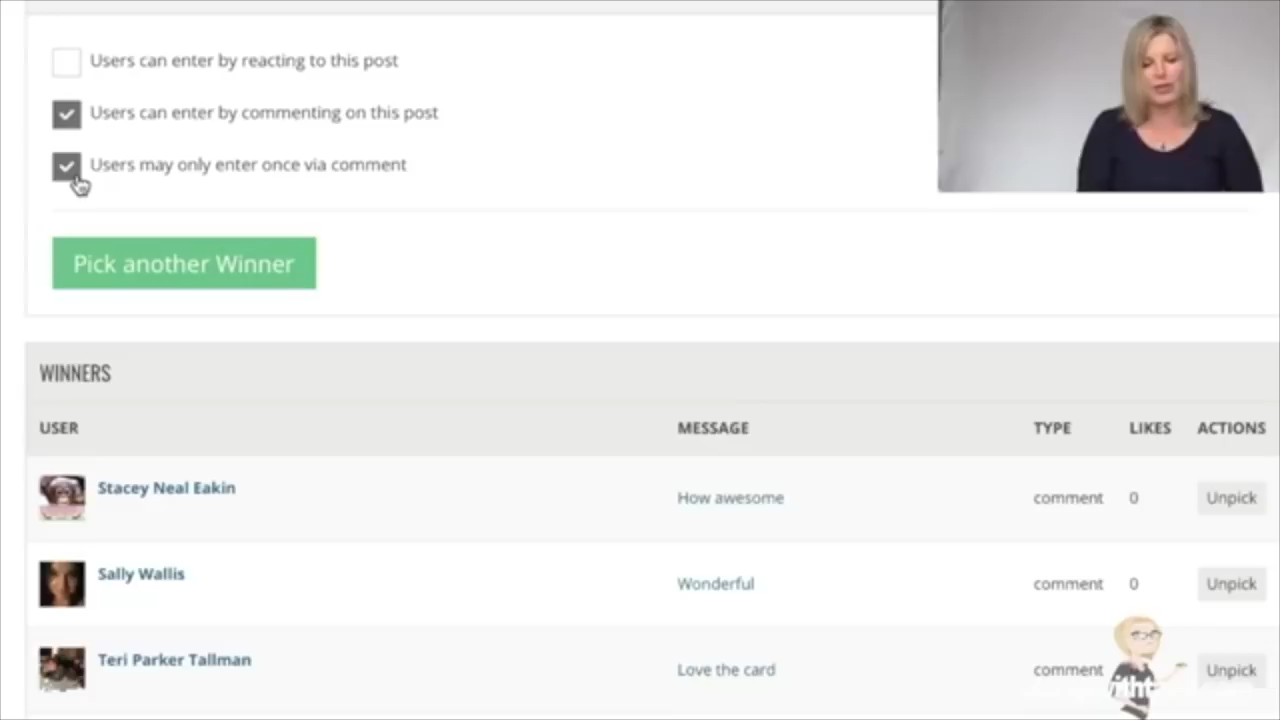 Users can enter by reacting to this post
Users can enter by commenting on this post
Users may only enter once via comment
Pick another Winner
WINNERS
USER MESSAGE TYPE LIKES ACTIONS
Stacey Neal Eakin How awesome comment 0 Unpick
Sally Wallis Wonderful comment 0 Unpick
Teri Parker Tallman Love the card comment Unpick